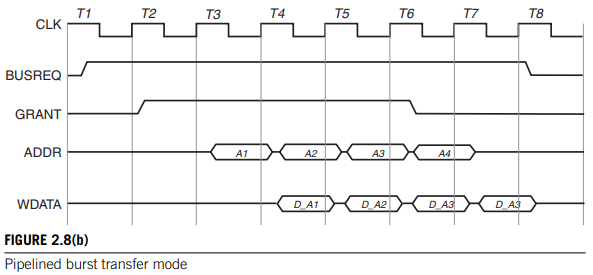 T1 T2 T3 T4 T5 T6 T7 T8
CLK
BUSREQ
GRANT
ADDR A1 A2 A3 A4
WDATA D_A1 D_A2 D_A3 D_A3
FIGURE 2.8(b)
Pipelined burst transfer mode